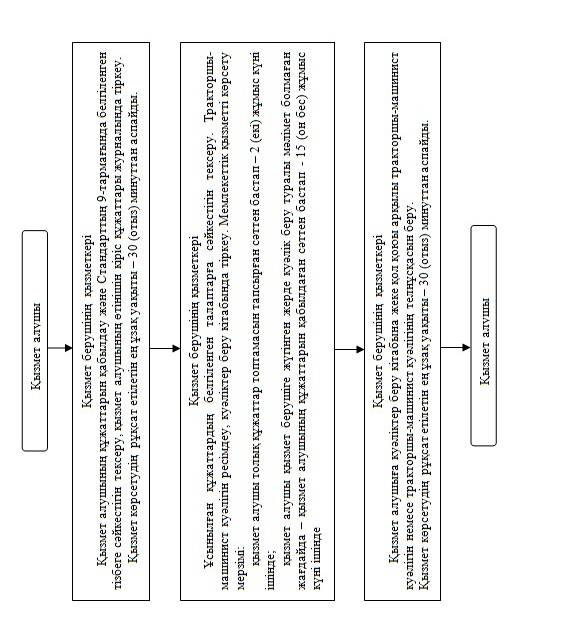 Қызмет алушы
Қызмет берушінің қызметкері
Қызмет алушының құжаттарын қабылдау және Стандарттың 9-тармағында белгіленген
тізбеге сәйкестігін тексеру, қызмет алушының өтінішін кіріс құжаттары журналында тіркеу.
Қызмет көрсетудің рұқсат етілетін ең ұзақ уақыты – 30 (отыз) минуттан аспайды.
Қызмет берушінің қызметкері
Ұсынылған құжаттардың белгіленген талаптарға сәйкестігін тексеру. Тракторшы-
машинист куәлігін ресімдеу, куәліктер беру кітабында тіркеу. Мемлекеттік қызметті көрсету
мерзімі:
қызмет алушы толық құжаттар топтамасын тапсырған сәттен бастап – 2 (екі) жұмыс күні
ішінде;
қызмет алушы қызмет берушіге жүгінген жерде куәлік беру туралы мәлімет болмаған
жағдайда – қызмет алушының құжаттарын қабылдаған сәттен бастап - 15 (он бес) жұмыс
күні ішінде
Қызмет берушінің қызметкері
Қызмет алушыға куәліктер беру кітабына жеке қол қоюы арқылы тракторшы-машинист
куәлігін немесе тракторшы-машинист куәлігінің телнұсқасын беру.
Қызмет көрсетудің рұқсат етілетін ең ұзақ уақыты – 30 (отыз) минуттан аспайды.
Қызмет алушы